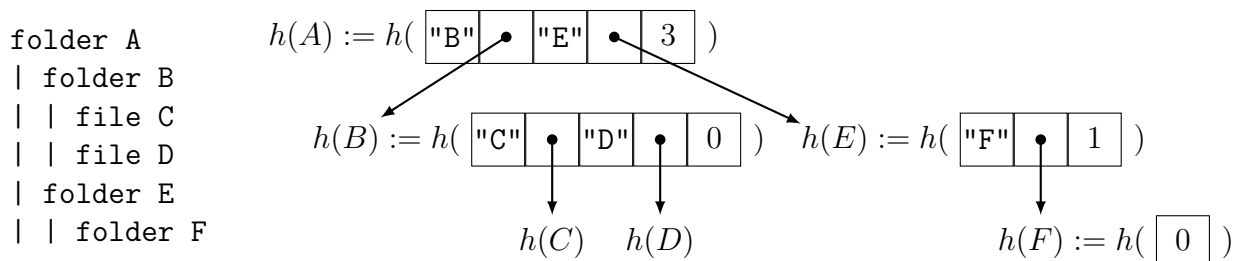 folder A
| folder B
| | file C
| | file D
| folder E
| | folder F
h(A) := h( "B" • "E" • 3 )
h(B) := h( "C" • "D" • 0 )
h(E) := h( "F" • 1 )
h(C)
h(D)
h(F) := h( 0 )